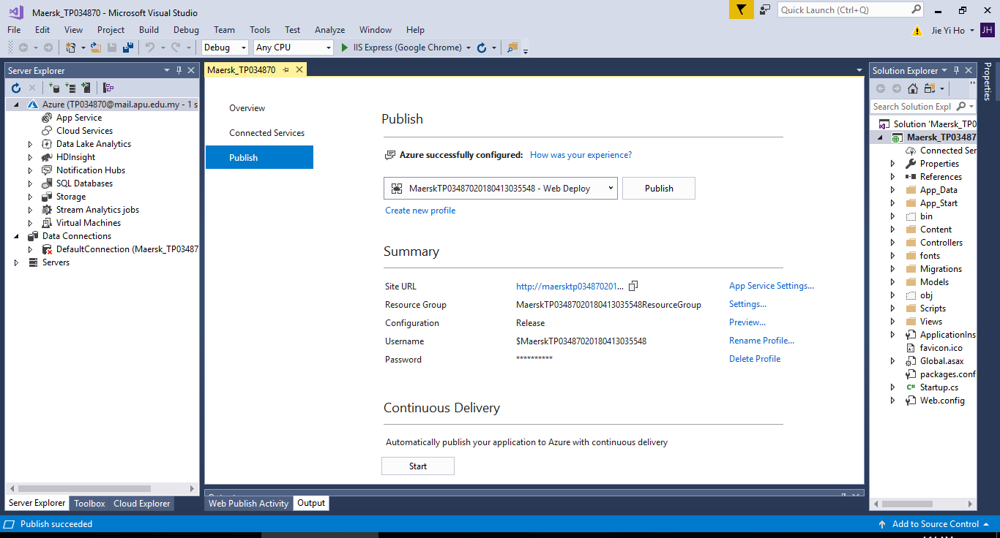 Maersk_TP034870 - Microsoft Visual Studio
Quick Launch (Ctrl+Q)
File Edit View Project Build Debug Team Tools Test Analyze Window Help
Jie Yi Ho JH
Debug Any CPU IIS Express (Google Chrome)
Server Explorer
Azure (TP034870@mail.apu.edu.my - 1 s
App Service
Cloud Services
Data Lake Analytics
HDInsight
Notification Hubs
SQL Databases
Storage
Stream Analytics jobs
Virtual Machines
Data Connections
DefaultConnection (Maersk_TP03487
Servers
Server Explorer Toolbox Cloud Explorer
Maersk_TP034870
Overview
Connected Services
Publish
Publish
Azure successfully configured: How was your experience?
MaerskTP03487020180413035548 - Web Deploy Publish
Create new profile
Summary
Site URL http://maersktp034870201... App Service Settings...
Resource Group MaerskTP03487020180413035548ResourceGroup Settings...
Configuration Release Preview...
Username $MaerskTP03487020180413035548 Rename Profile...
Password ********** Delete Profile
Continuous Delivery
Automatically publish your application to Azure with continuous delivery
Start
Web Publish Activity Output
Solution Explorer
Search Solution Expl
Solution 'Maersk_TP0
Maersk_TP03487
Connected Ser
Properties
References
App_Data
App_Start
bin
Content
Controllers
fonts
Migrations
Models
obj
Scripts
Views
ApplicationIns
favicon.ico
Global.asax
packages.conf
C# Startup.cs
Web.config
Properties
Publish succeeded
Add to Source Control